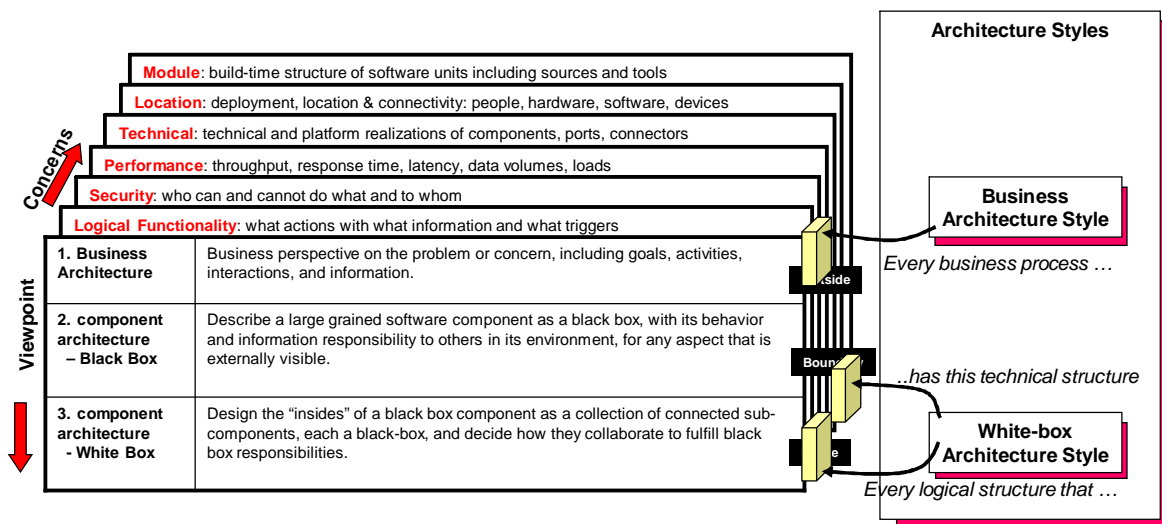 Architecture Styles
Module: build-time structure of software units including sources and tools
Location: deployment, location & connectivity: people, hardware, software, devices
Technical: technical and platform realizations of components, ports, connectors
Performance: throughput, response time, latency, data volumes, loads
Security: who can and cannot do what and to whom
Logical Functionality: what actions with what information and what triggers
Concerns
Viewpoint
1. Business
Architecture
Business perspective on the problem or concern, including goals, activities,
interactions, and information.
2. component
architecture
– Black Box
Describe a large grained software component as a black box, with its behavior
and information responsibility to others in its environment, for any aspect that is
externally visible.
3. component
architecture
- White Box
Design the “insides” of a black box component as a collection of connected sub-
components, each a black-box, and decide how they collaborate to fulfill black
box responsibilities.
Business
Architecture Style
Every business process …
..has this technical structure
White-box
Architecture Style
Every logical structure that …